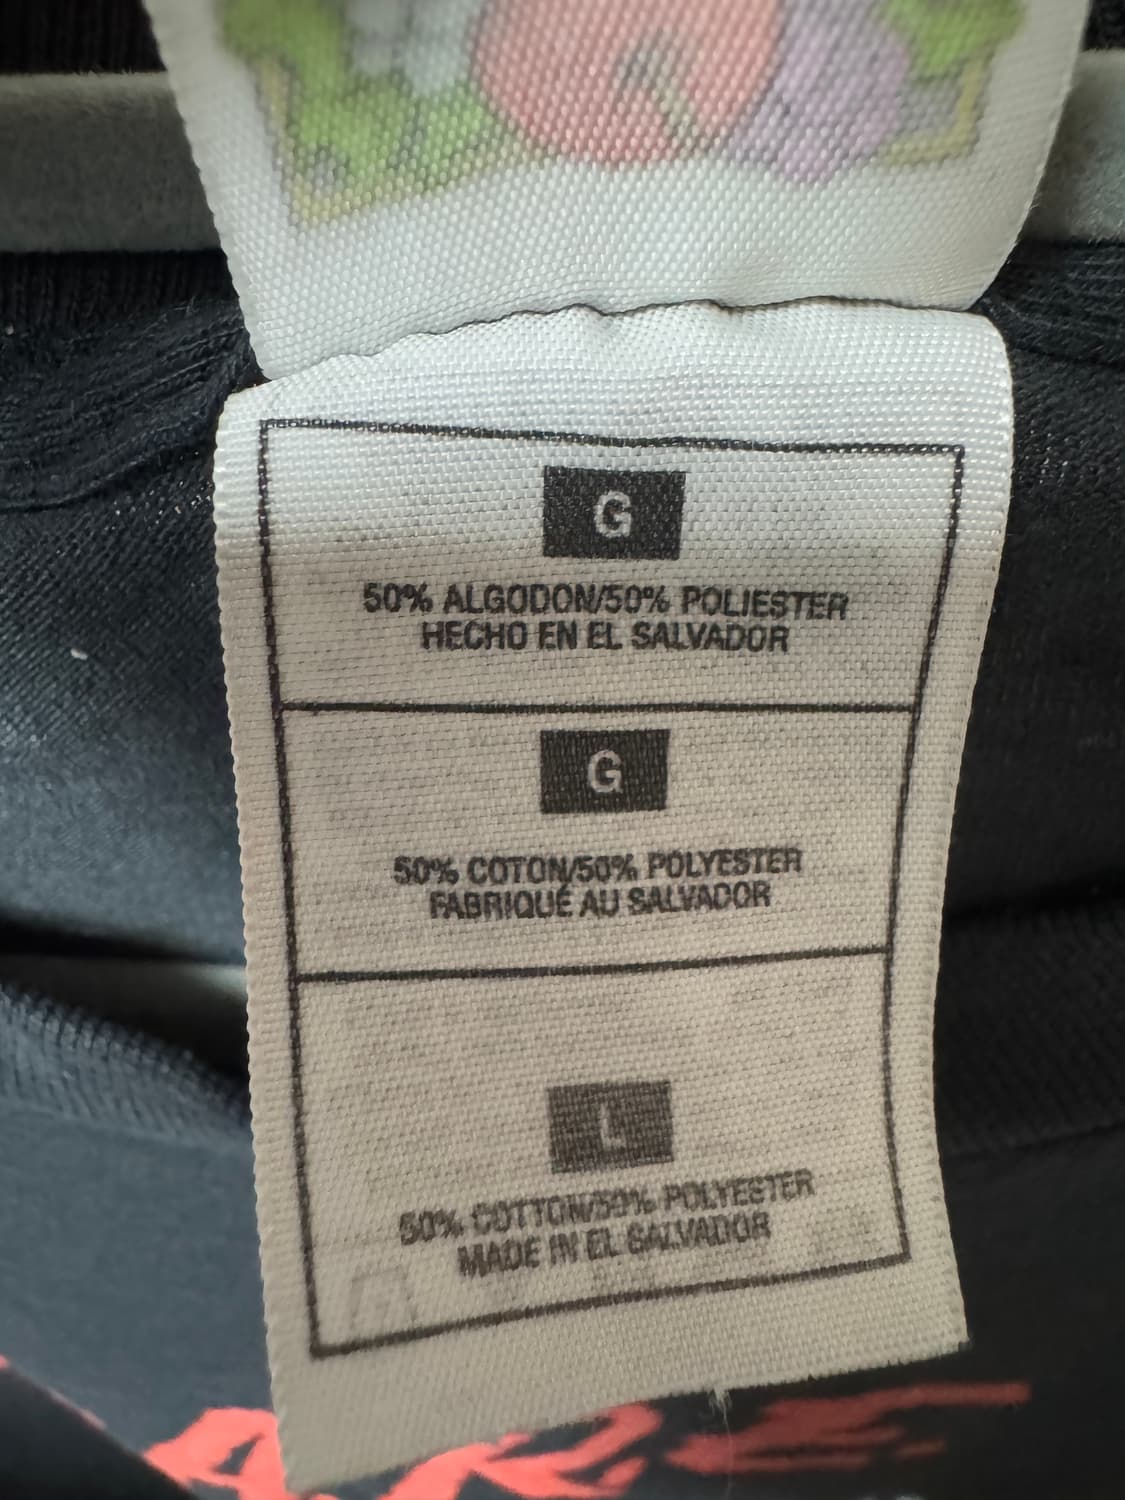 G
50% ALGODON/50% POLIESTER
HECHO EN EL SALVADOR
G
50% COTON/50% POLYESTER
FABRIQUÉ AU SALVADOR
L
50% COTTON/50% POLYESTER
MADE IN EL SALVADOR